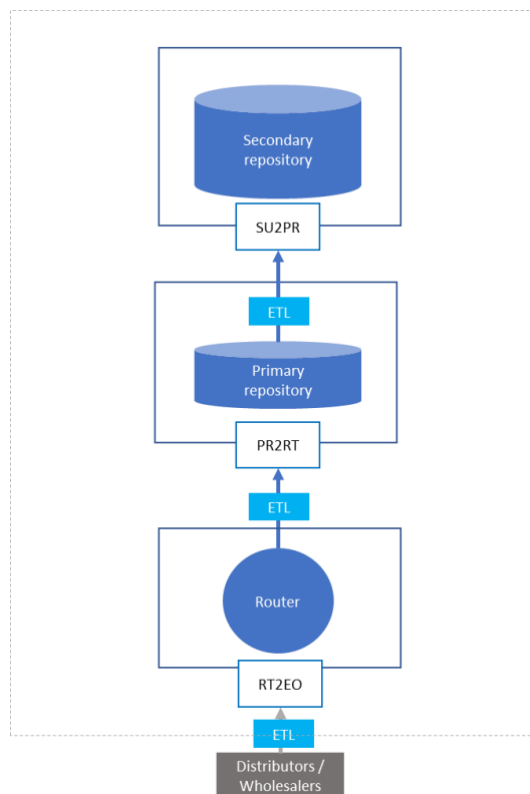 Secondary
repository
SU2PR
ETL
Primary
repository
PR2RT
ETL
Router
RT2EO
ETL
Distributors /
Wholesalers